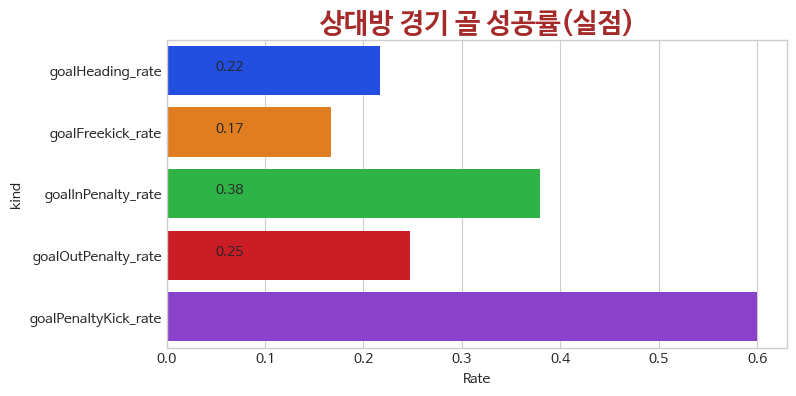 상대방 경기 골 성공률(실점)
goalHeading_rate
0.22
goalFreekick_rate
0.17
goalInPenalty_rate
0.38
goalOutPenalty_rate
0.25
goalPenaltyKick_rate
kind
0.0 0.1 0.2 0.3 0.4 0.5 0.6
Rate